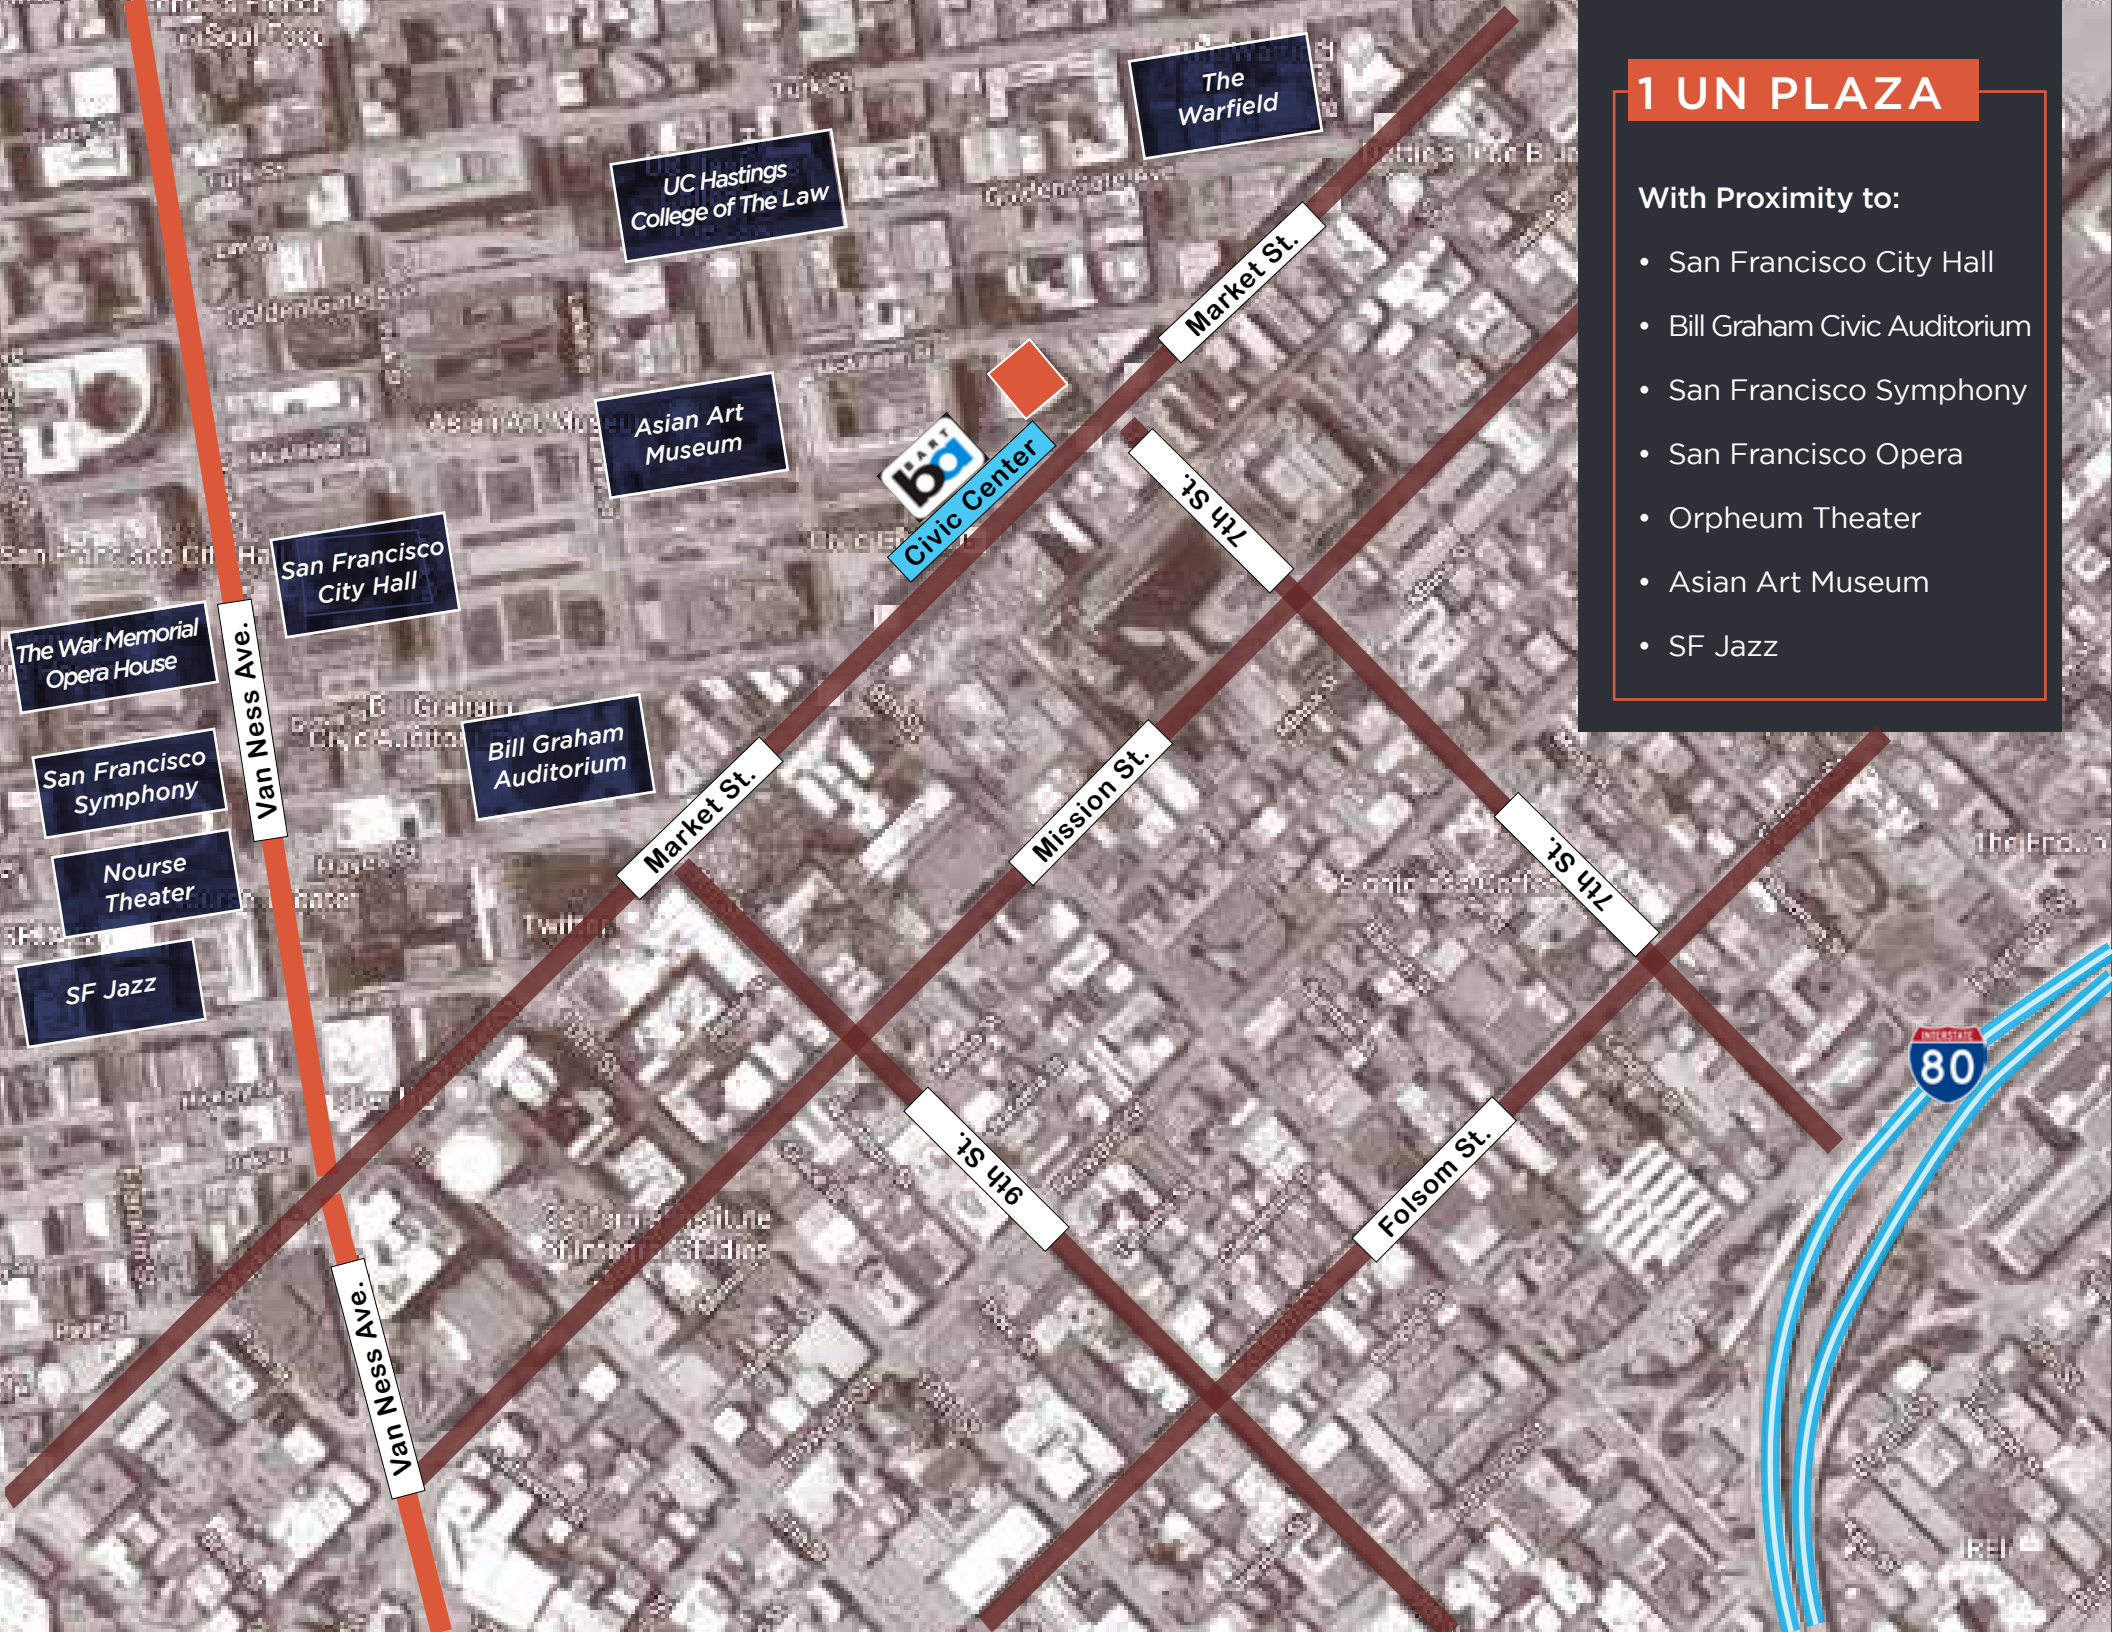 The
Warfield
UC Hastings
College of The Law
Market St.
Asian Art
Museum
BART
ba
Civic Center
7th St.
San Francisco
City Hall
The War Memorial
Opera House
Van Ness Ave.
San Francisco
Symphony
Bill Graham
Auditorium
Market St.
Mission St.
Nourse
Theater
7th St.
SF Jazz
9th St.
Folsom St.
INTERSTATE
80
Van Ness Ave.
REI
1 UN PLAZA
With Proximity to:
• San Francisco City Hall
• Bill Graham Civic Auditorium
• San Francisco Symphony
• San Francisco Opera
• Orpheum Theater
• Asian Art Museum
• SF Jazz